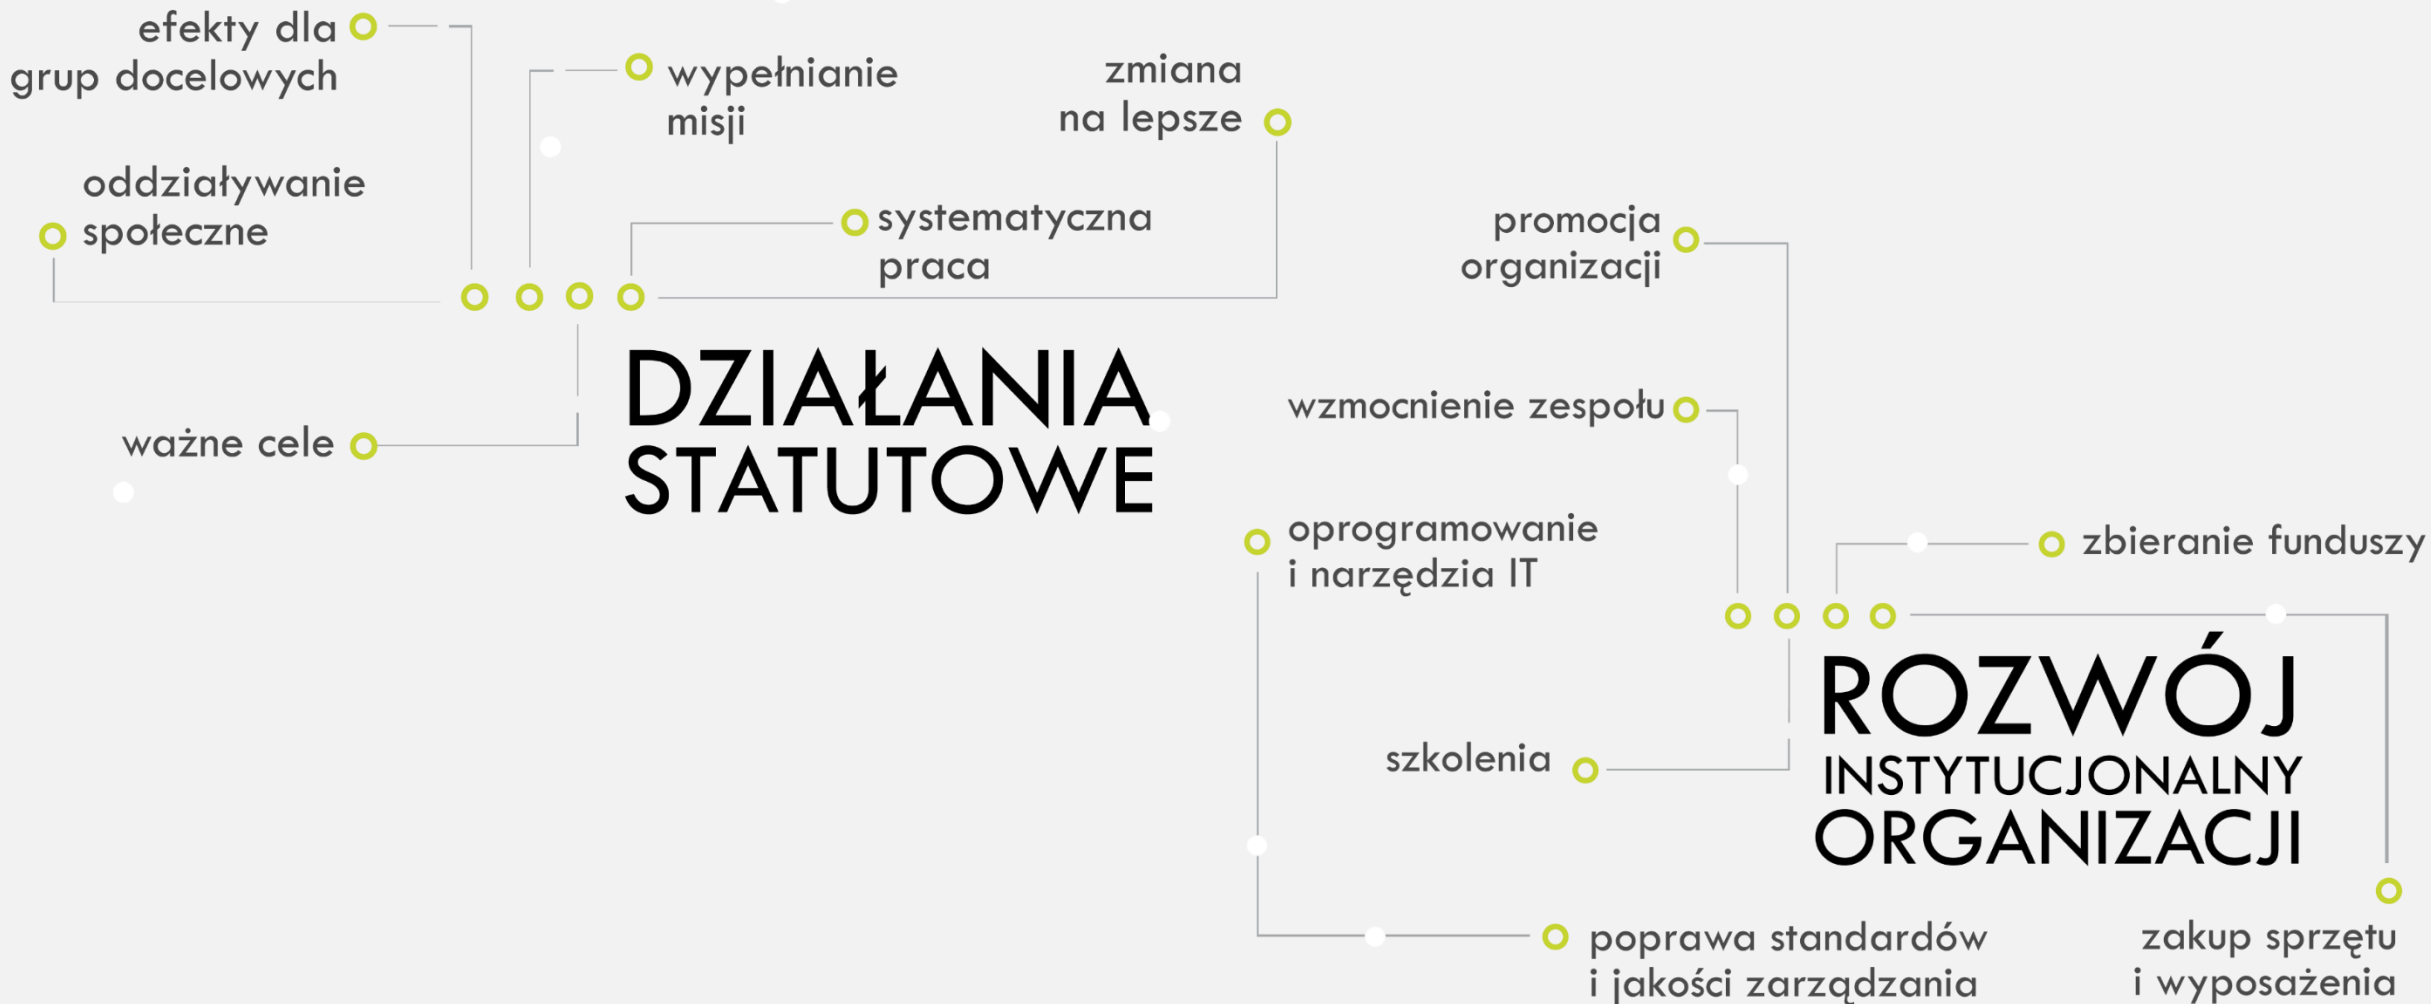 efekty dla
grup docelowych
wypełnianie
misji
zmiana
na lepsze
oddziaływanie
społeczne
systematyczna
praca
ważne cele
DZIAŁANIA
STATUTOWE
promocja
organizacji
wzmocnienie zespołu
oprogramowanie
i narzędzia IT
zbieranie funduszy
szkolenia
ROZWÓJ
INSTYTUCJONALNY
ORGANIZACJI
poprawa standardów
i jakości zarządzania
zakup sprzętu
i wyposażenia